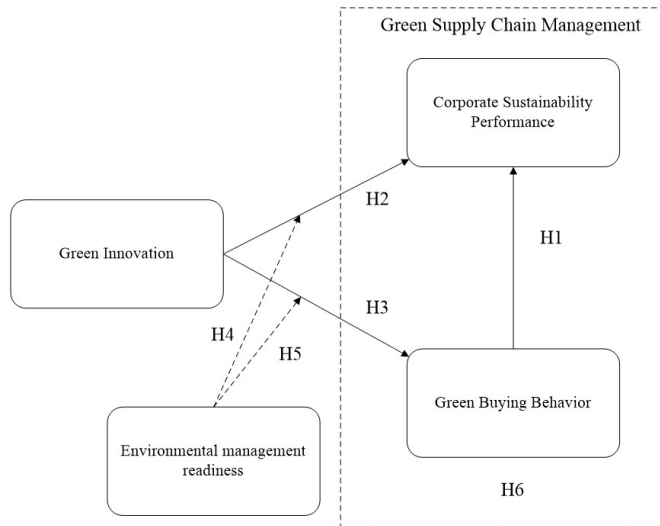 Green Supply Chain Management
Corporate Sustainability
Performance
H2
Green Innovation
H1
H3
H4
H5
Green Buying Behavior
Environmental management
readiness
H6